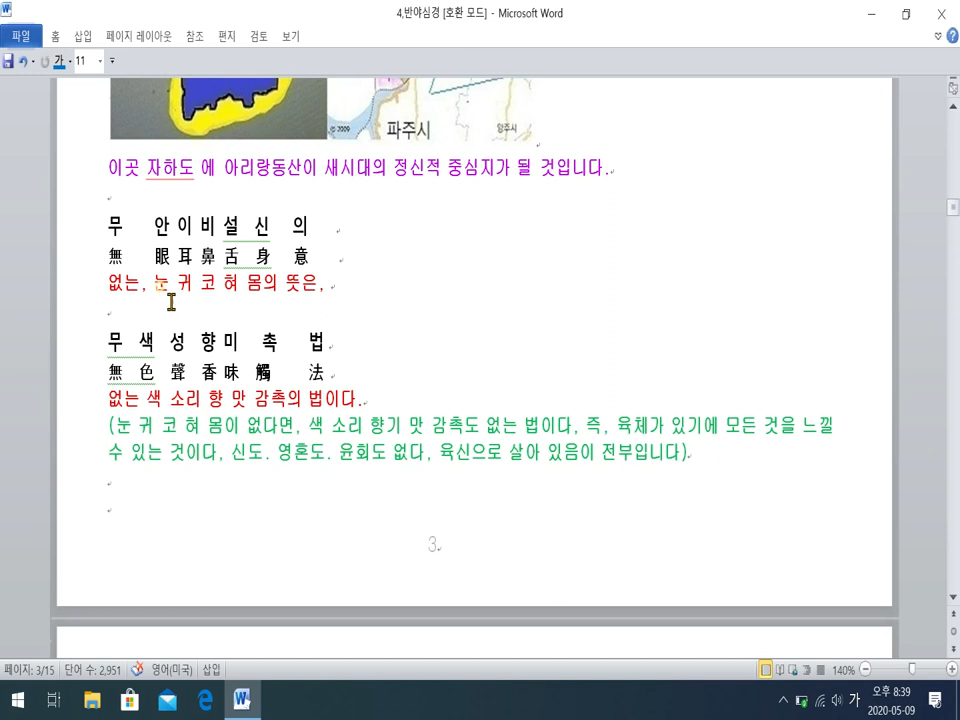 4,반야심경 [호환 모드] - Microsoft Word
파일 홈 삽입 페이지 레이아웃 참조 편지 검토 보기
가 11
© 2009 파주시 양주시
이곳 자하도 에 아리랑동산이 새시대의 정신적 중심지가 될 것입니다.
무 안 이 비 설 신 의
無 眼 耳 鼻 舌 身 意
없는, 눈 귀 코 혀 몸의 뜻은,
무 색 성 향 미 촉 법
無 色 聲 香 味 觸 法
없는 색 소리 향 맛 감촉의 법이다.
(눈 귀 코 혀 몸이 없다면, 색 소리 향기 맛 감촉도 없는 법이다, 즉, 육체가 있기에 모든 것을 느낄
수 있는 것이다, 신도. 영혼도. 윤회도 없다, 육신으로 살아 있음이 전부입니다)
3
페이지: 3/15 단어 수: 2,951 영어(미국) 삽입 140%
가 오후 8:39
2020-05-09